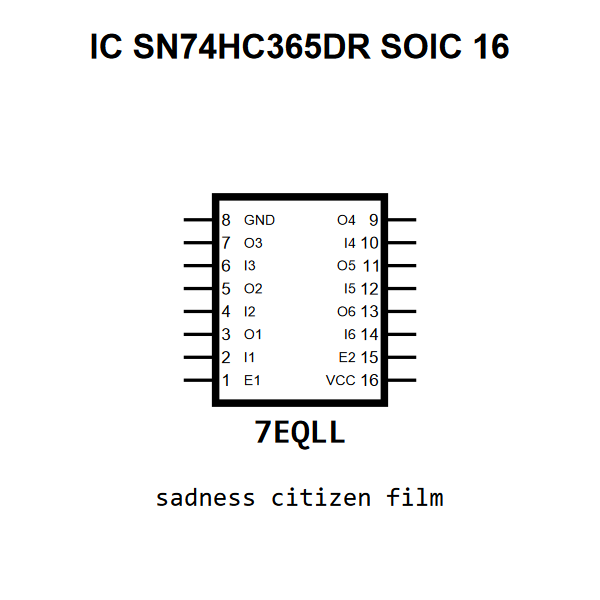 IC SN74HC365DR SOIC 16
8 GND O4 9
7 O3 I4 10
6 I3 O5 11
5 O2 I5 12
4 I2 O6 13
3 O1 I6 14
2 I1 E2 15
1 E1 VCC 16
7EQLL
sadness citizen film